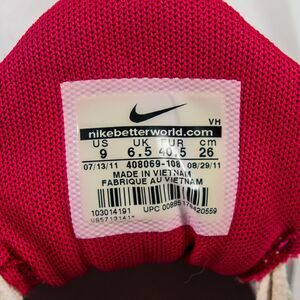 VH
nikebetterworld.com
US UK EUR cm
9 6.5 40.5 26
07/13/11 408069-108 08/29/11
MADE IN VIETNAM
FABRIQUE AU VIETNAM
103014191